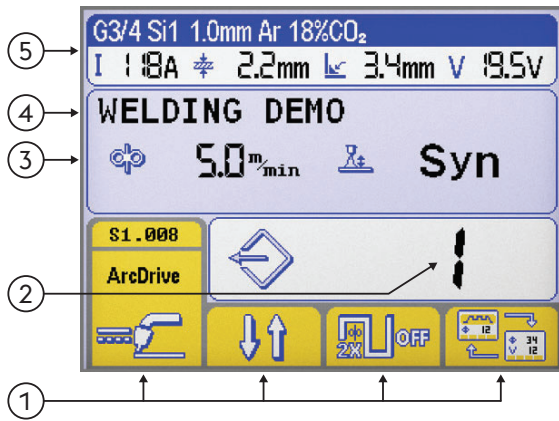 G3/4 Si1 1.0mm Ar 18%CO₂
5 I 118A 2.2mm 3.4mm V 19.5V
4 WELDING DEMO
3 5.0 m/min Syn
S1.008
ArcDrive
1
2
2X OFF 12 34 V 12
1